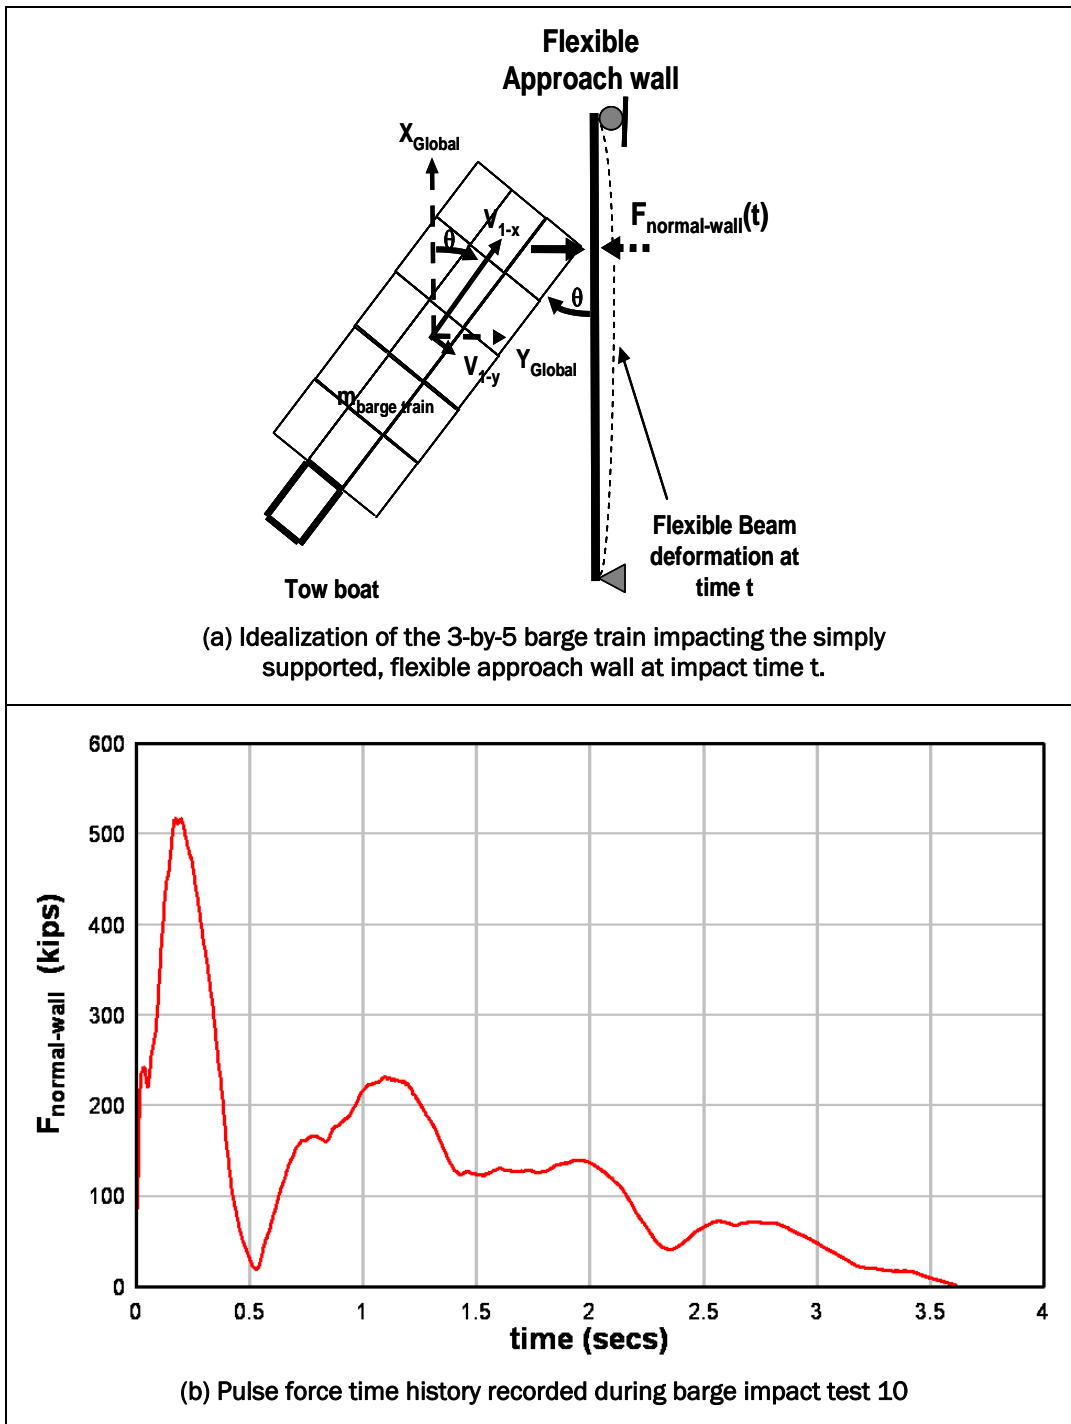 Flexible
Approach wall
XGlobal
V1-x
θ
Fnormal-wall(t)
θ
YGlobal
V1-y
mbarge train
Flexible Beam
deformation at
time t
Tow boat
(a) Idealization of the 3-by-5 barge train impacting the simply
supported, flexible approach wall at impact time t.
600
500
400
300
200
100
0
Fnormal-wall (kips)
0 0.5 1 1.5 2 2.5 3 3.5 4
time (secs)
(b) Pulse force time history recorded during barge impact test 10